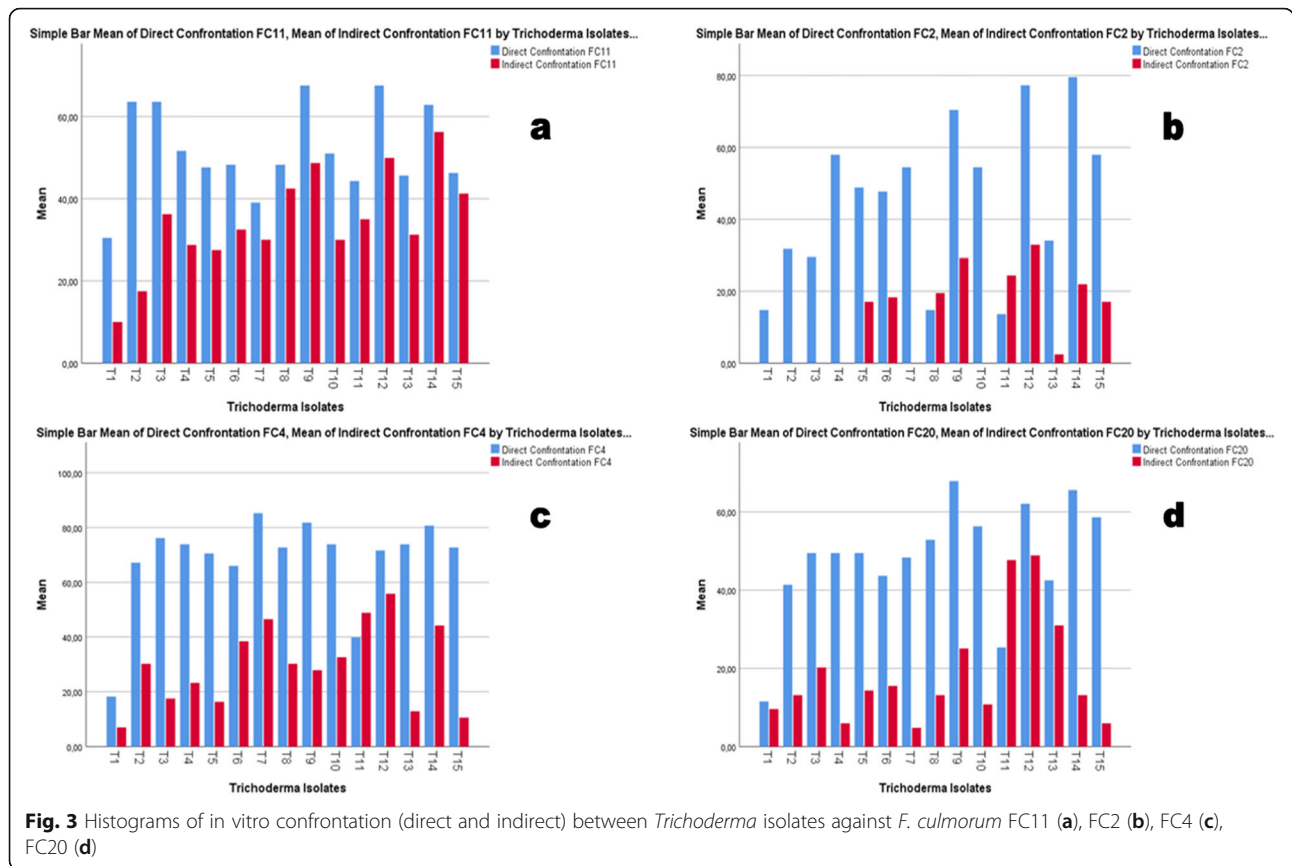 Simple Bar Mean of Direct Confrontation FC11, Mean of Indirect Confrontation FC11 by Trichoderma Isolates...
Direct Confrontation FC11
Indirect Confrontation FC11
a
60,00
40,00
20,00
0,00
Mean
T1 T2 T3 T4 T5 T6 T7 T8 T9 T10 T11 T12 T13 T14 T15
Trichoderma Isolates
Simple Bar Mean of Direct Confrontation FC2, Mean of Indirect Confrontation FC2 by Trichoderma Isolates...
Direct Confrontation FC2
Indirect Confrontation FC2
b
80,00
60,00
40,00
20,00
0,00
Mean
T1 T2 T3 T4 T5 T6 T7 T8 T9 T10 T11 T12 T13 T14 T15
Trichoderma Isolates
Simple Bar Mean of Direct Confrontation FC4, Mean of Indirect Confrontation FC4 by Trichoderma Isolates...
Direct Confrontation FC4
Indirect Confrontation FC4
c
100,00
80,00
60,00
40,00
20,00
0,00
Mean
T1 T2 T3 T4 T5 T6 T7 T8 T9 T10 T11 T12 T13 T14 T15
Trichoderma Isolates
Simple Bar Mean of Direct Confrontation FC20, Mean of Indirect Confrontation FC20 by Trichoderma Isolates...
Direct Confrontation FC20
Indirect Confrontation FC20
d
60,00
40,00
20,00
0,00
Mean
T1 T2 T3 T4 T5 T6 T7 T8 T9 T10 T11 T12 T13 T14 T15
Trichoderma Isolates
Fig. 3 Histograms of in vitro confrontation (direct and indirect) between Trichoderma isolates against F. culmorum FC11 (a), FC2 (b), FC4 (c),
FC20 (d)